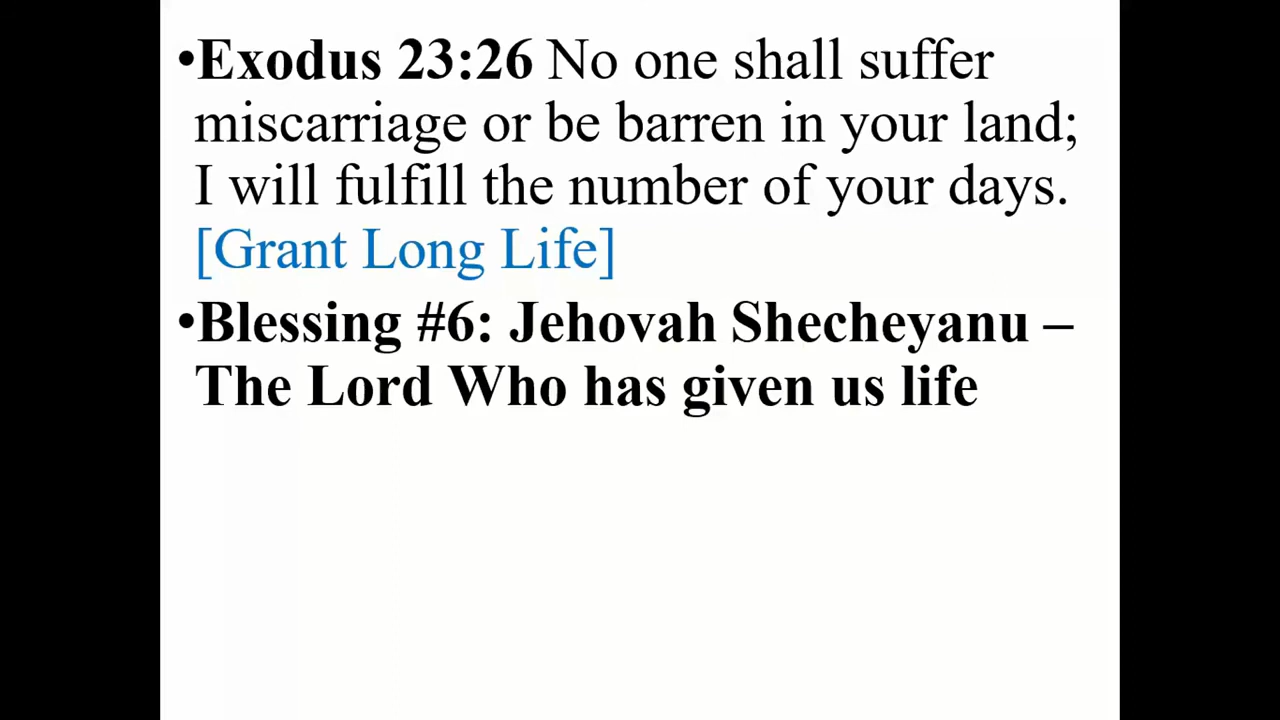 •Exodus 23:26 No one shall suffer
miscarriage or be barren in your land;
I will fulfill the number of your days.
[Grant Long Life]
•Blessing #6: Jehovah Shecheyanu –
The Lord Who has given us life